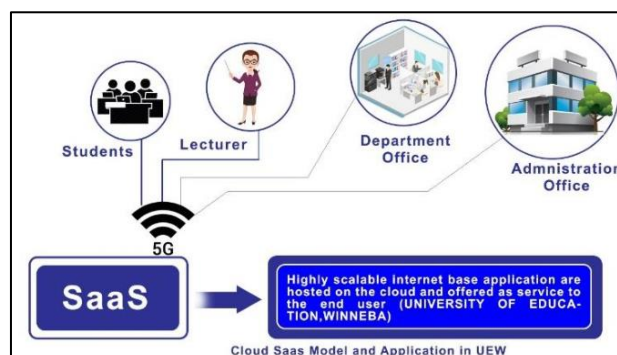 Students
Lecturer
Department
Office
Admnistration
Office
5G
SaaS
Highly scalable internet base application are
hosted on the cloud and offered as service to
the end user (UNIVERSITY OF EDUCA-
TION,WINNEBA)
Cloud Saas Model and Application in UEW